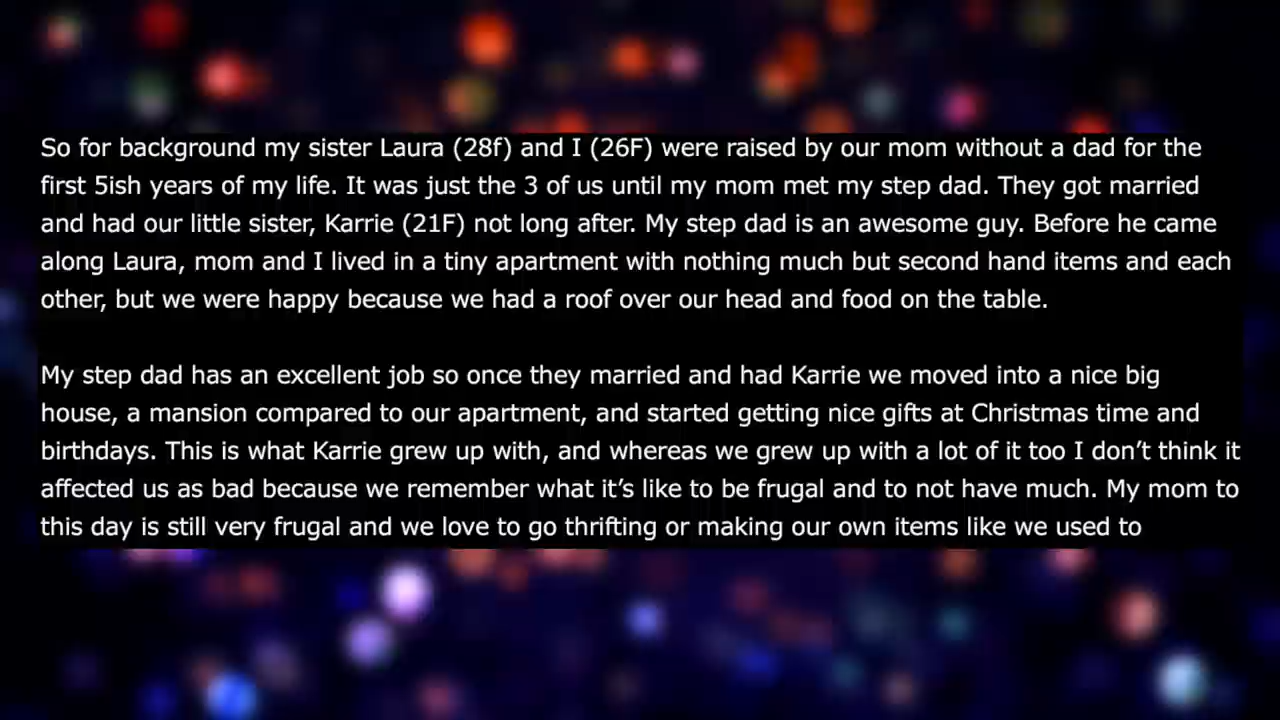 So for background my sister Laura (28f) and I (26F) were raised by our mom without a dad for the
first 5ish years of my life. It was just the 3 of us until my mom met my step dad. They got married
and had our little sister, Karrie (21F) not long after. My step dad is an awesome guy. Before he came
along Laura, mom and I lived in a tiny apartment with nothing much but second hand items and each
other, but we were happy because we had a roof over our head and food on the table.
My step dad has an excellent job so once they married and had Karrie we moved into a nice big
house, a mansion compared to our apartment, and started getting nice gifts at Christmas time and
birthdays. This is what Karrie grew up with, and whereas we grew up with a lot of it too I don’t think it
affected us as bad because we remember what it’s like to be frugal and to not have much. My mom to
this day is still very frugal and we love to go thrifting or making our own items like we used to